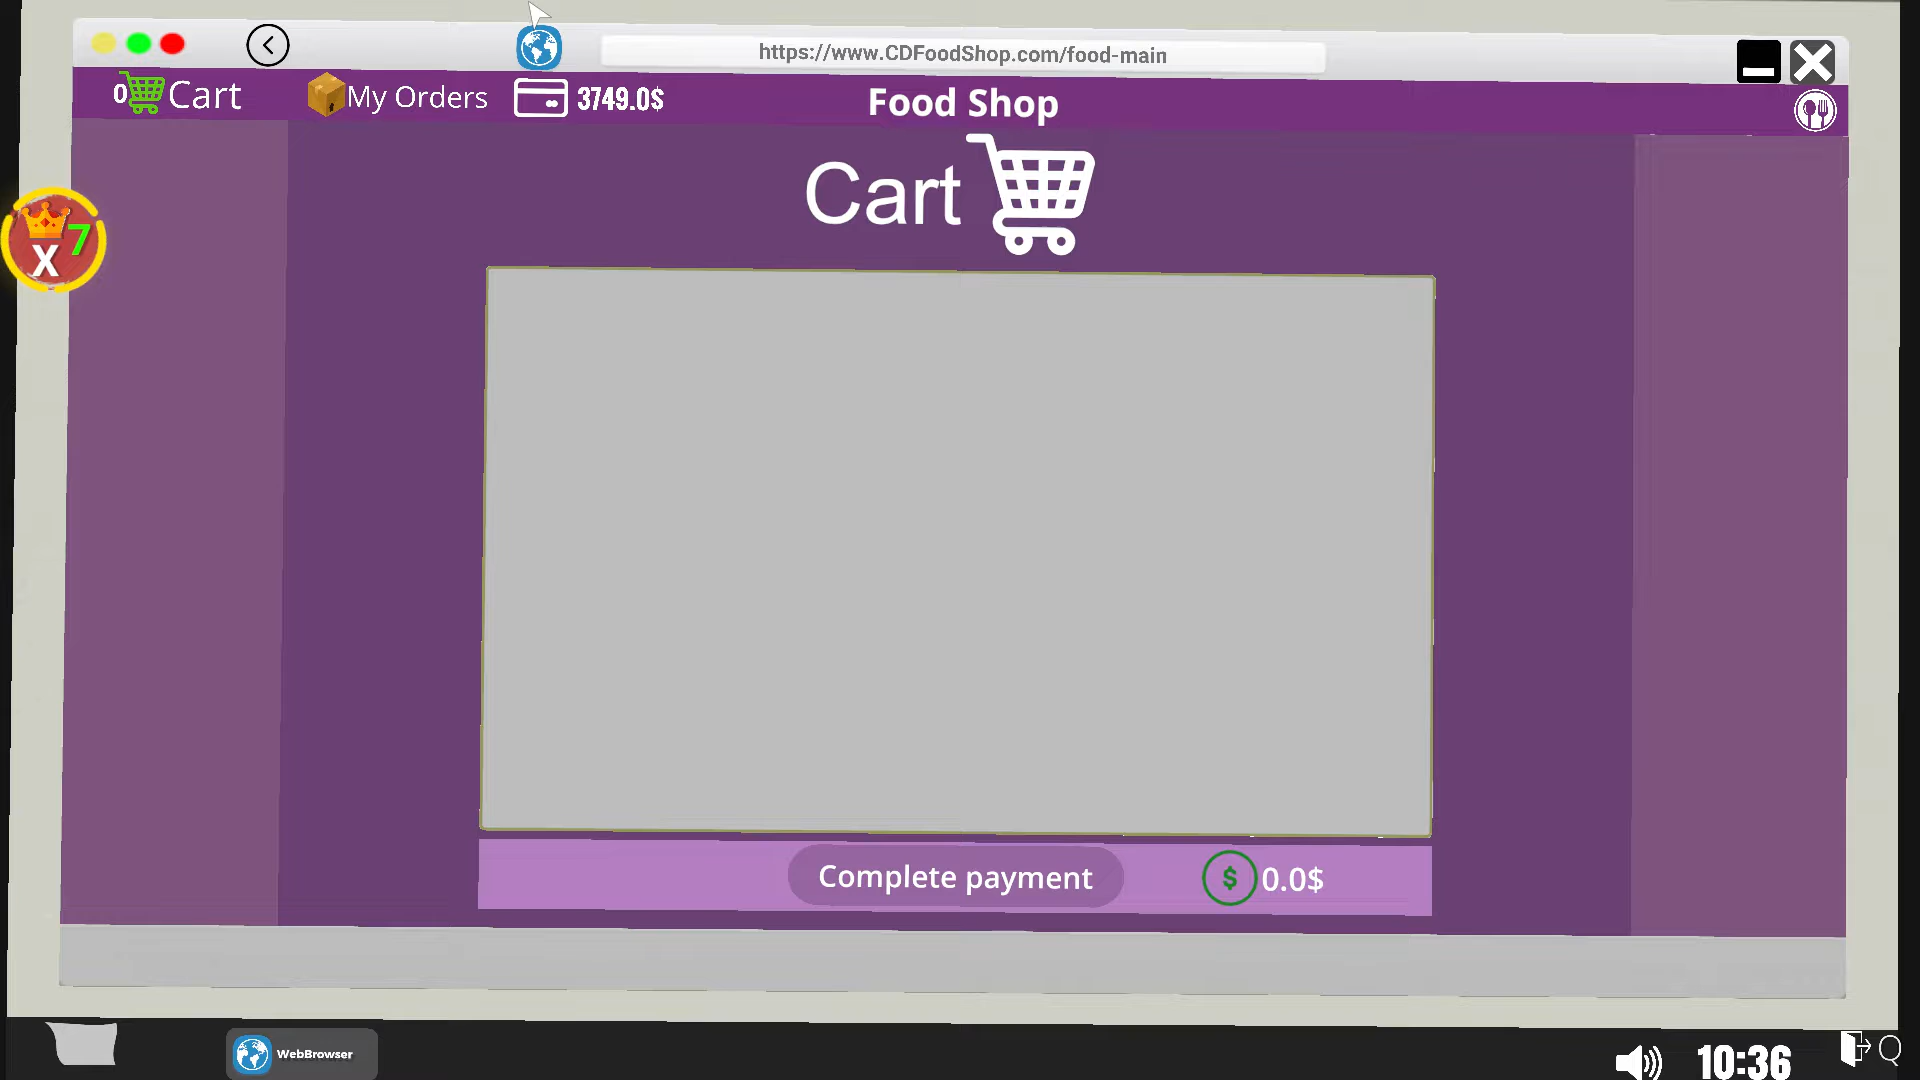 https://www.CDFoodShop.com/food-main
0 Cart
My Orders
3749.0$
Food Shop
X 7
Cart
Complete payment
$ 0.0$
WebBrowser
10:36
Q